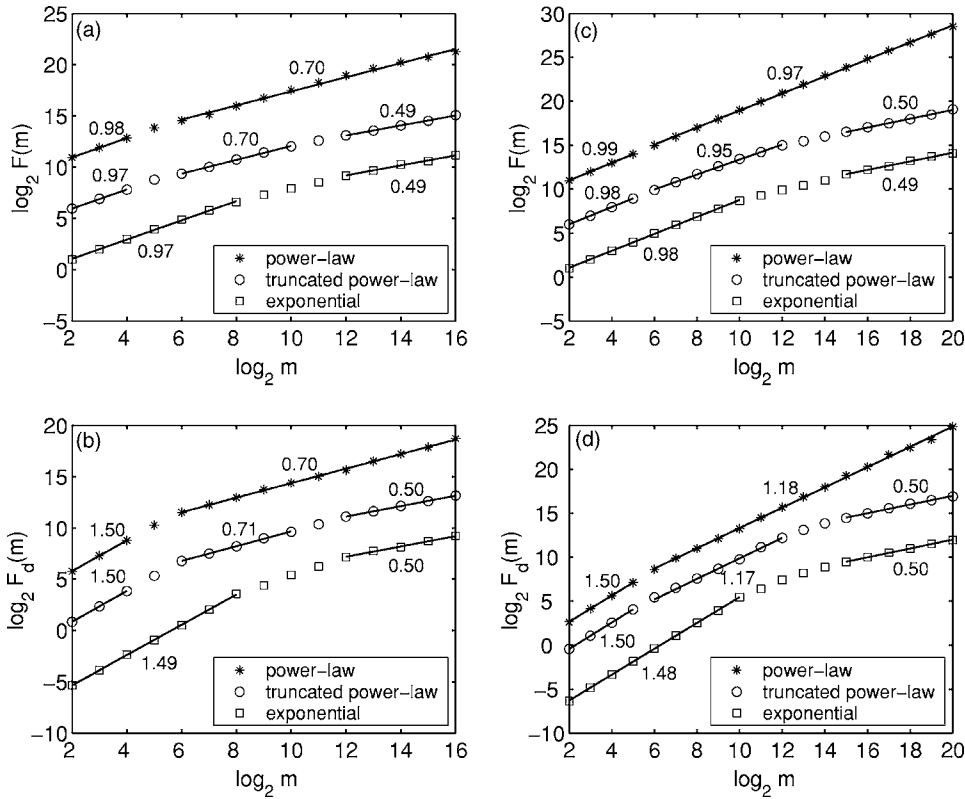 (a)
25
20
15
10
5
0
−5
log2 F(m)
0.98
0.70
0.97
0.70
0.49
0.97
0.49
power−law
truncated power−law
exponential
2 4 6 8 10 12 14 16
log2 m
(c)
30
25
20
15
10
5
0
−5
log2 F(m)
0.99
0.97
0.98
0.95
0.50
0.98
0.49
power−law
truncated power−law
exponential
2 4 6 8 10 12 14 16 18 20
log2 m
(b)
20
15
10
5
0
−5
−10
log2 Fd(m)
1.50
0.70
1.50
0.71
0.50
1.49
0.50
power−law
truncated power−law
exponential
2 4 6 8 10 12 14 16
log2 m
(d)
25
20
15
10
5
0
−5
−10
log2 Fd(m)
1.50
1.18
1.50
1.17
0.50
1.48
0.50
power−law
truncated power−law
exponential
2 4 6 8 10 12 14 16 18 20
log2 m